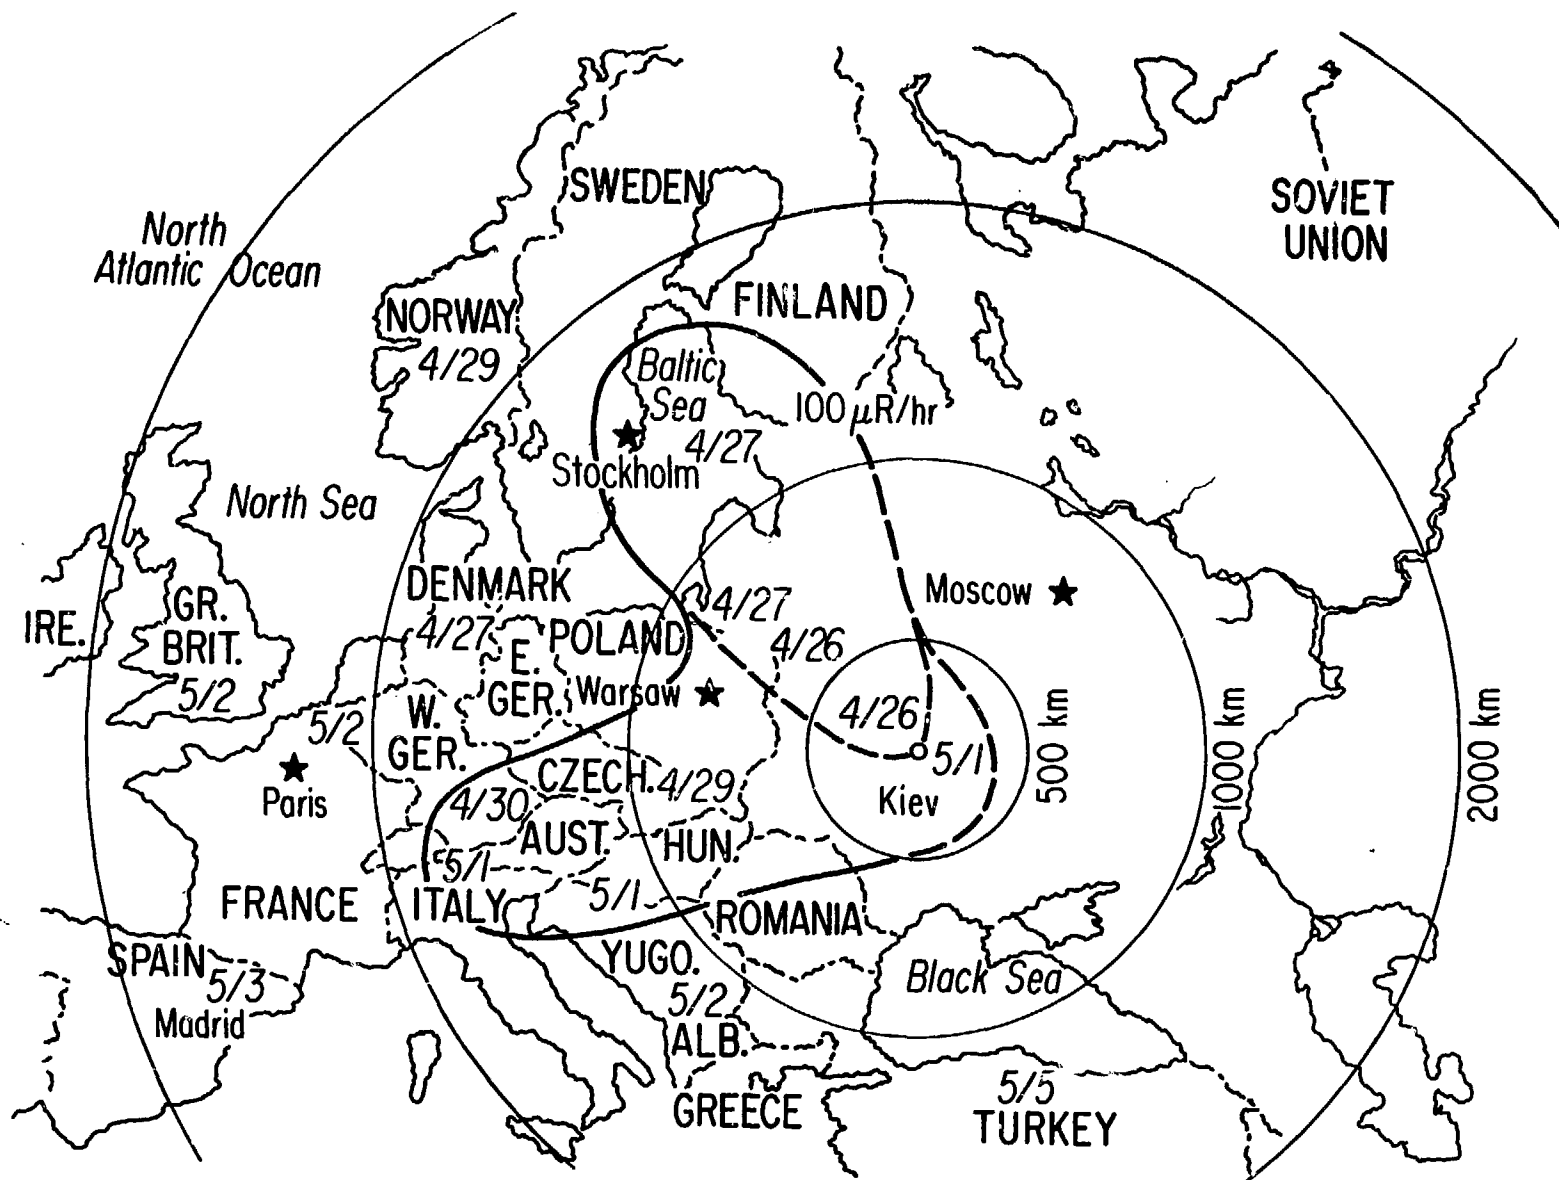 SWEDEN
SOVIET
UNION
North
Atlantic Ocean
FINLAND
NORWAY
4/29
Baltic
Sea
100 μR/hr
4/27
Stockholm
North Sea
DENMARK
4/27
Moscow
GR.
BRIT.
5/2
IRE.
4/27
POLAND
4/26
E.
GER.
Warsaw
W.
GER.
5/2
4/26
5/1
Kiev
500 km
1000 km
2000 km
Paris
CZECH.
4/29
4/30
AUST.
HUN.
5/1
5/1
FRANCE
ITALY
ROMANIA
SPAIN
5/3
Madrid
YUGO.
5/2
Black Sea
ALB.
GREECE
5/5
TURKEY